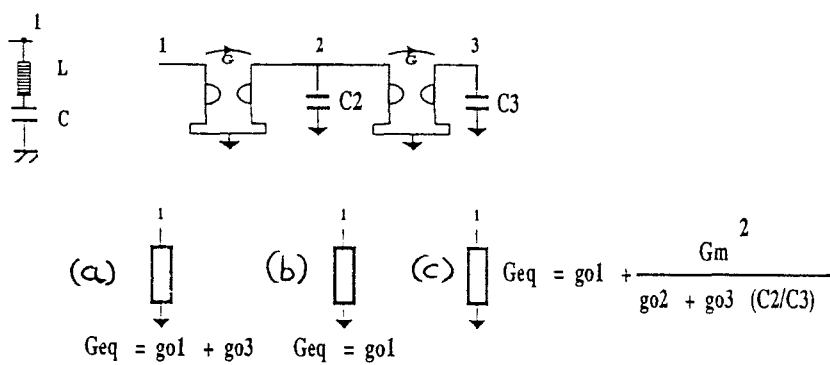 1
L
C
1 G 2 G 3
C2 C3
1
(a)
Geq = go1 + go3
1
(b)
Geq = go1
1
(c) Geq = go1 + Gm 2
go2 + go3 (C2/C3)